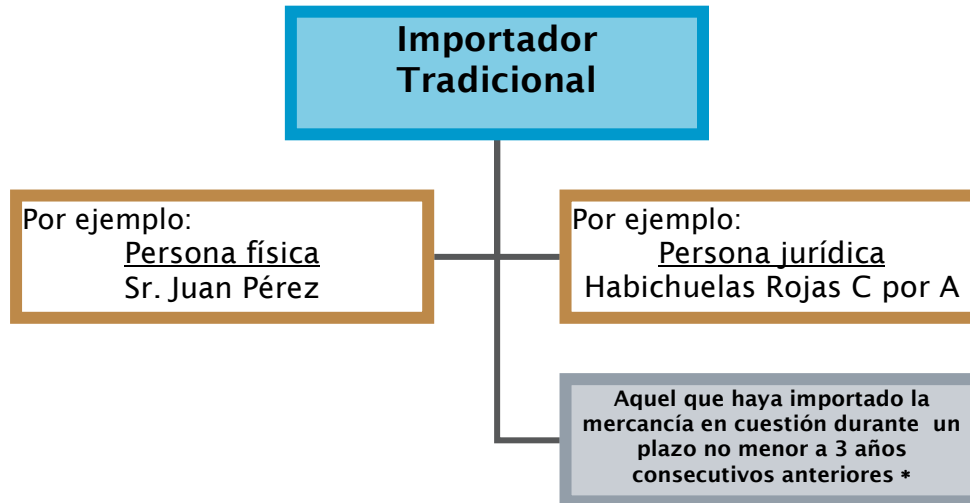 Importador
Tradicional
Por ejemplo:
Persona física
Sr. Juan Pérez
Por ejemplo:
Persona jurídica
Habichuelas Rojas C por A
Aquel que haya importado la
mercancía en cuestión durante un
plazo no menor a 3 años
consecutivos anteriores *